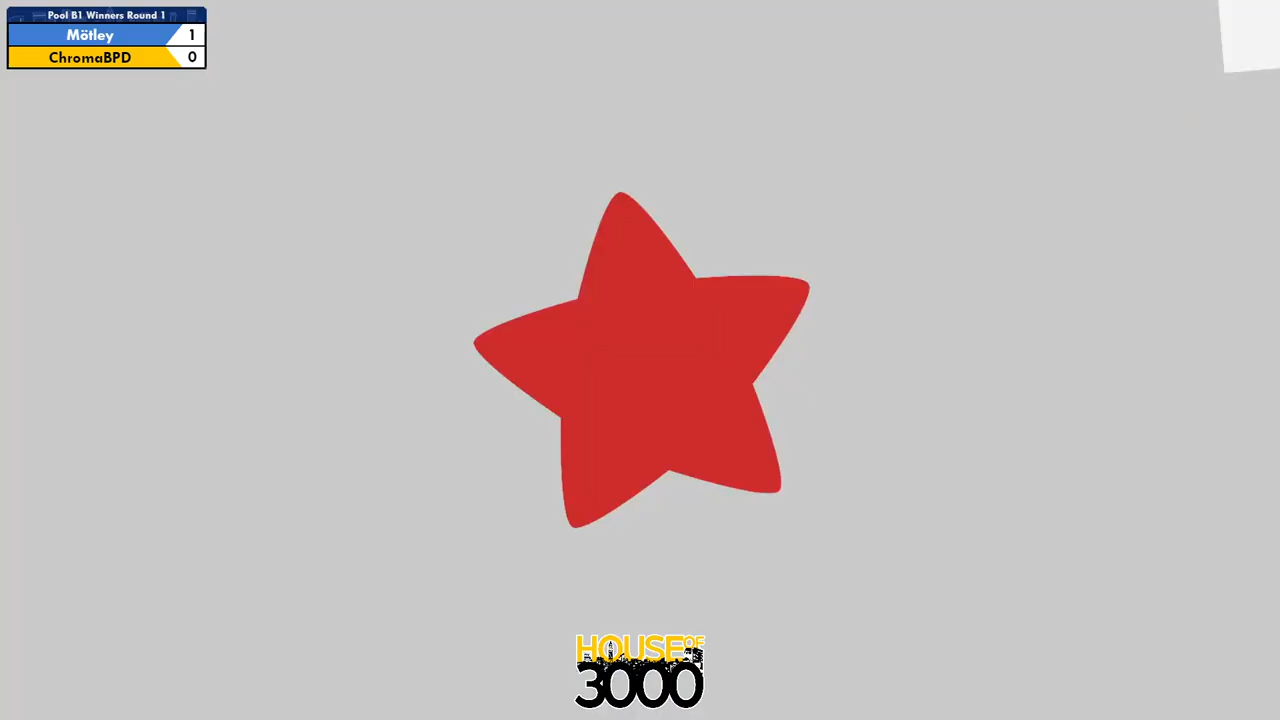 Pool B1 Winners Round 1
Mötley 1
ChromaBPD 0
HOUSE OF
3000